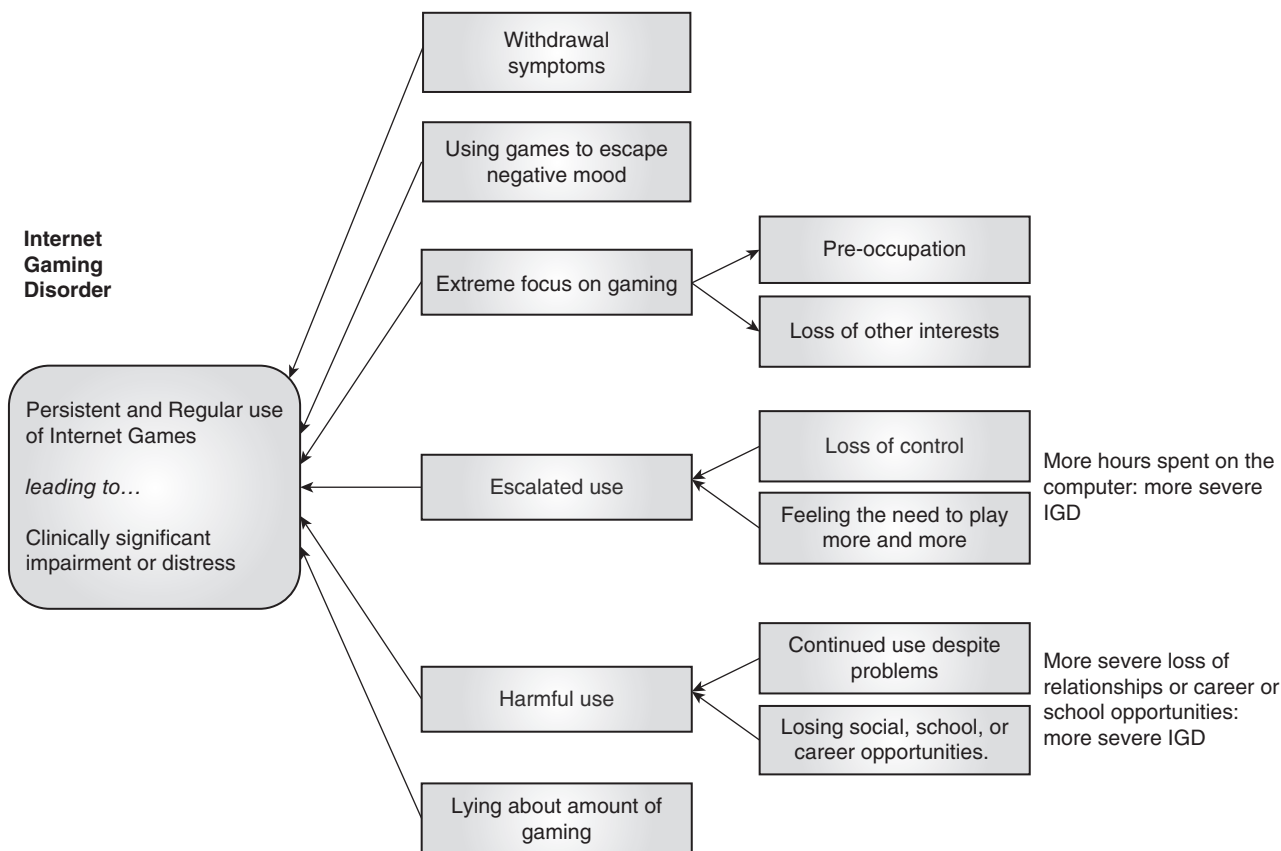 Withdrawal
symptoms
Using games to escape
negative mood
Internet
Gaming
Disorder
Extreme focus on gaming
Pre-occupation
Loss of other interests
Persistent and Regular use
of Internet Games
leading to…
Clinically significant
impairment or distress
Escalated use
Loss of control
Feeling the need to play
more and more
More hours spent on the
computer: more severe
IGD
Harmful use
Continued use despite
problems
Losing social, school, or
career opportunities.
More severe loss of
relationships or career or
school opportunities:
more severe IGD
Lying about amount of
gaming